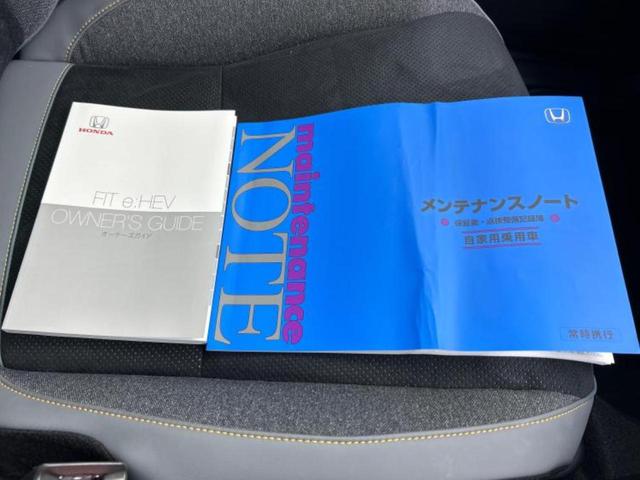 HONDA
FIT e:HEV
OWNER'S GUIDE
オーナーズガイド
maintenance
NOTE
メンテナンスノート
保証書・点検整備記録簿
自家用乗用車
常時携行